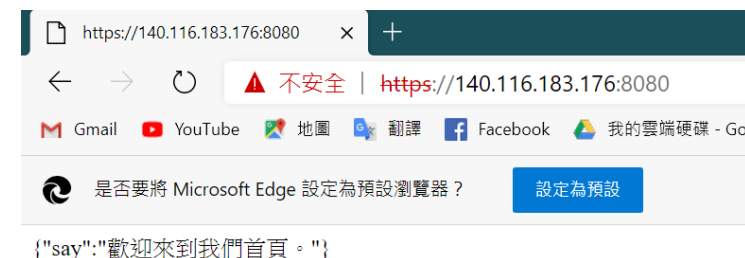 https://140.116.183.176:8080
不安全 | https://140.116.183.176:8080
Gmail YouTube 地圖 翻譯 Facebook 我的雲端硬碟 - Go
是否要將 Microsoft Edge 設定為預設瀏覽器？ 設定為預設
{"say":"歡迎來到我們首頁。"}